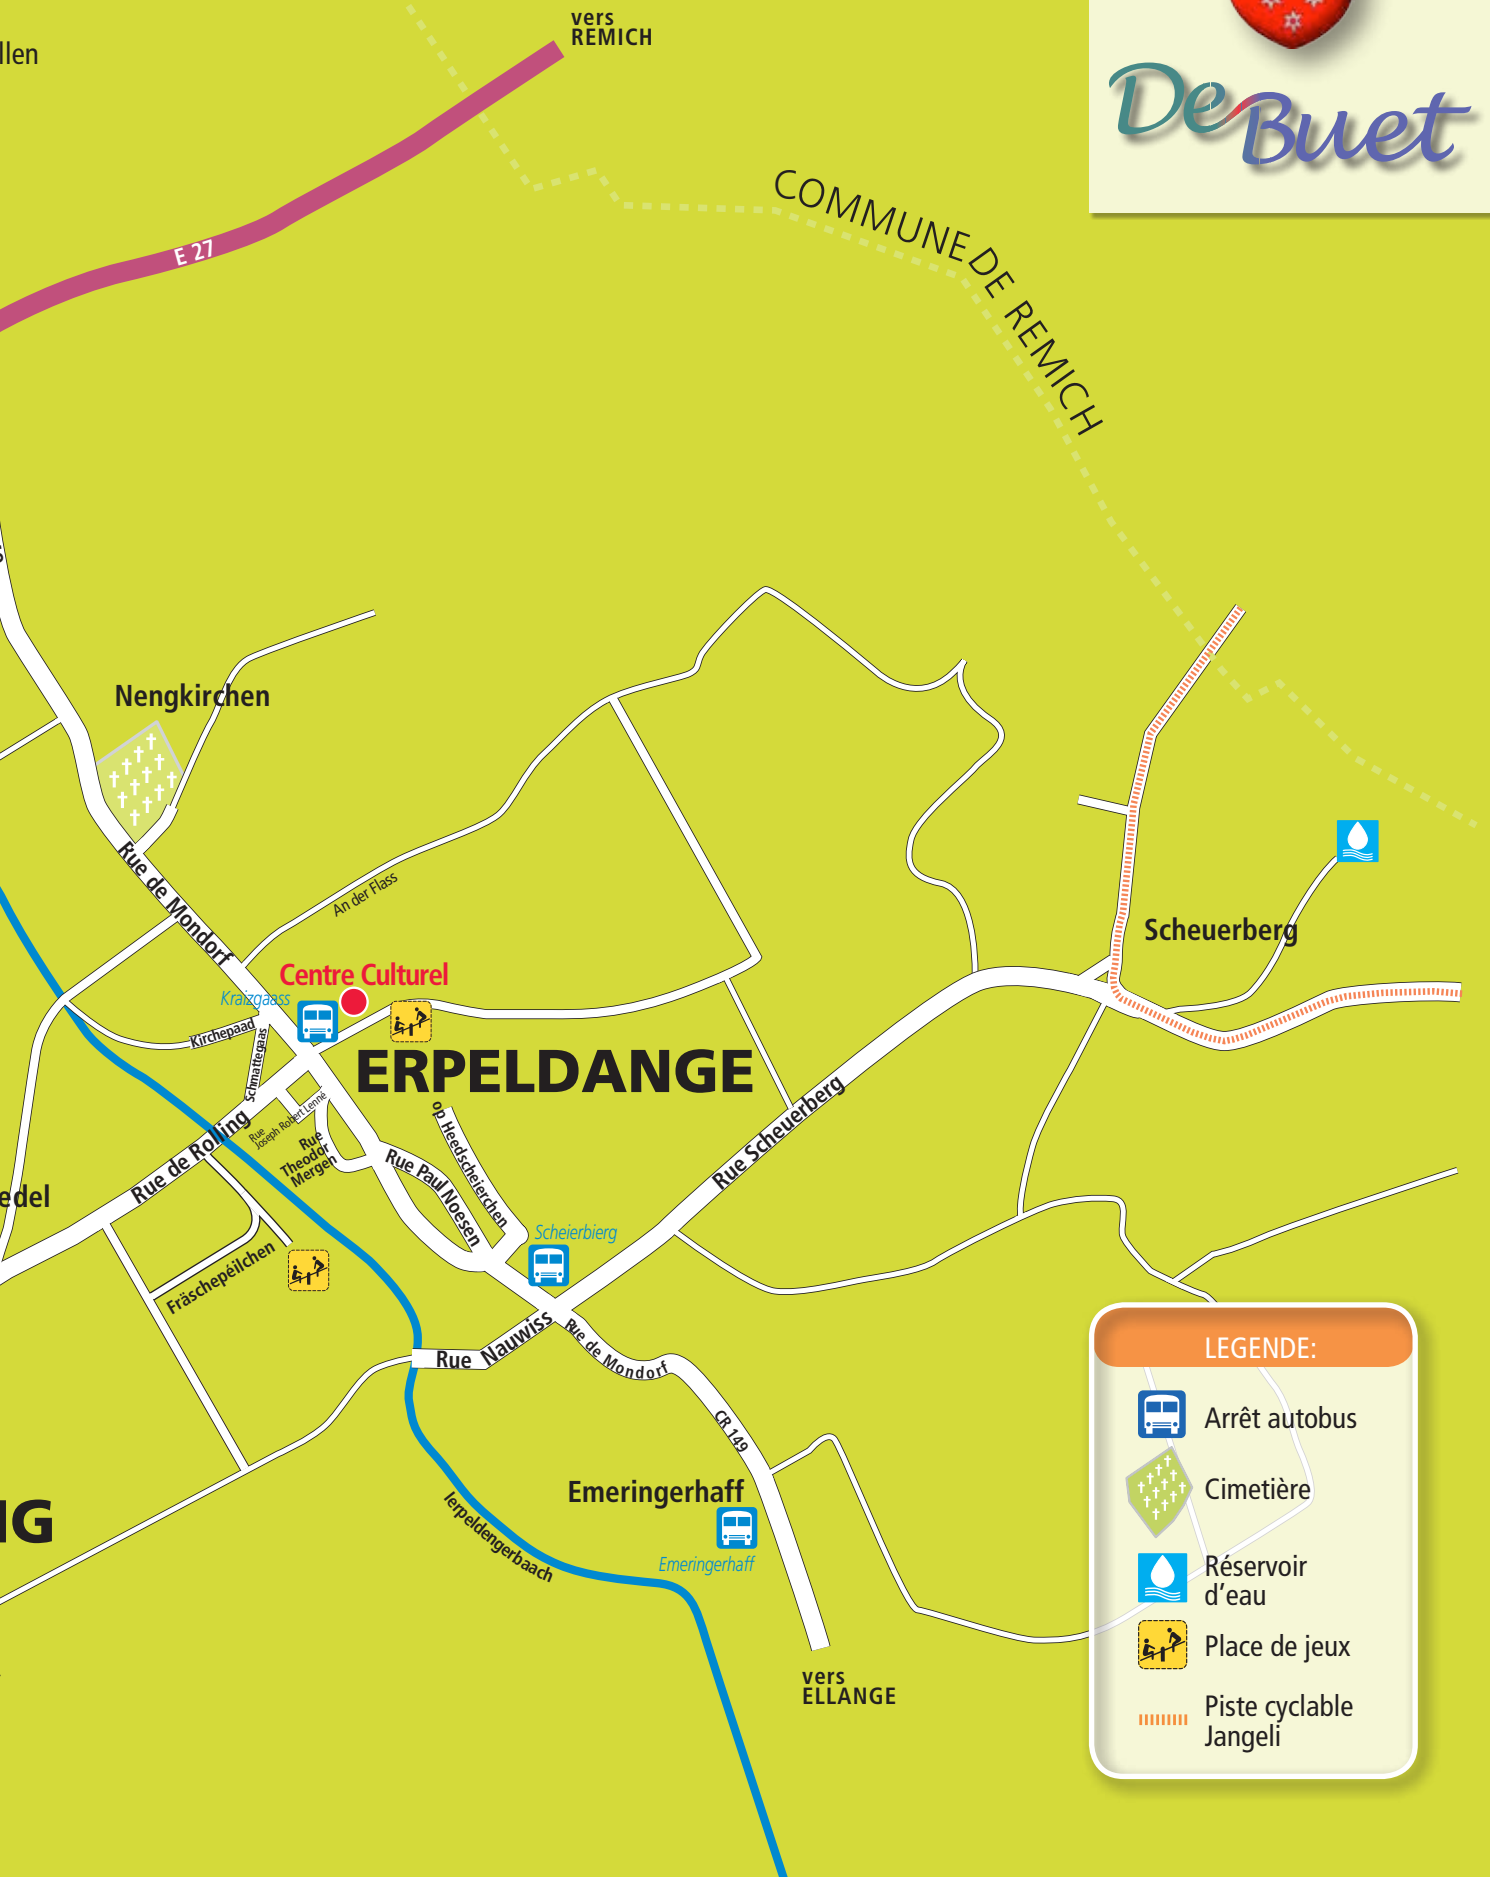 vers
REMICH
llen
De Buet
COMMUNE DE REMICH
E 27
Nengkirchen
Rue de Mondorf
An der Flass
Scheuerberg
Centre Culturel
Kraizgaass
Kirchepaad
Schmattegaas
ERPELDANGE
Rue
Joseph Robert Lenné
Rue
Theodor
Mergen
op Heedscheierchen
Rue Paul Noesen
Rue Scheuerberg
Rue de Rolling
edel
Scheierbierg
Fräschepéilchen
Rue Nauwiss
Rue de Mondorf
CR 149
Emeringerhaff
Emeringerhaff
Ierpeldengerbaach
IG
vers
ELLANGE
LEGENDE:
Arrêt autobus
Cimetière
Réservoir
d’eau
Place de jeux
Piste cyclable
Jangeli